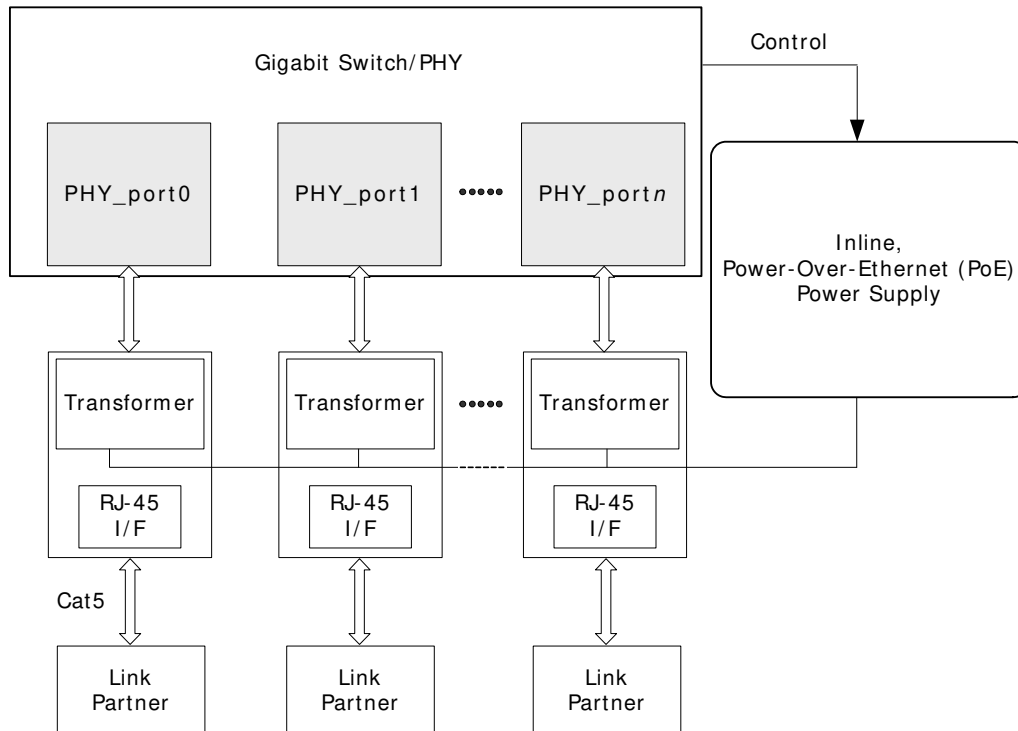 Control
Gigabit Switch/PHY
PHY_port0
PHY_port1
PHY_portn
Inline,
Power-Over-Ethernet (PoE)
Power Supply
Transformer
Transformer
Transformer
RJ-45
I/F
RJ-45
I/F
RJ-45
I/F
Cat5
Link
Partner
Link
Partner
Link
Partner